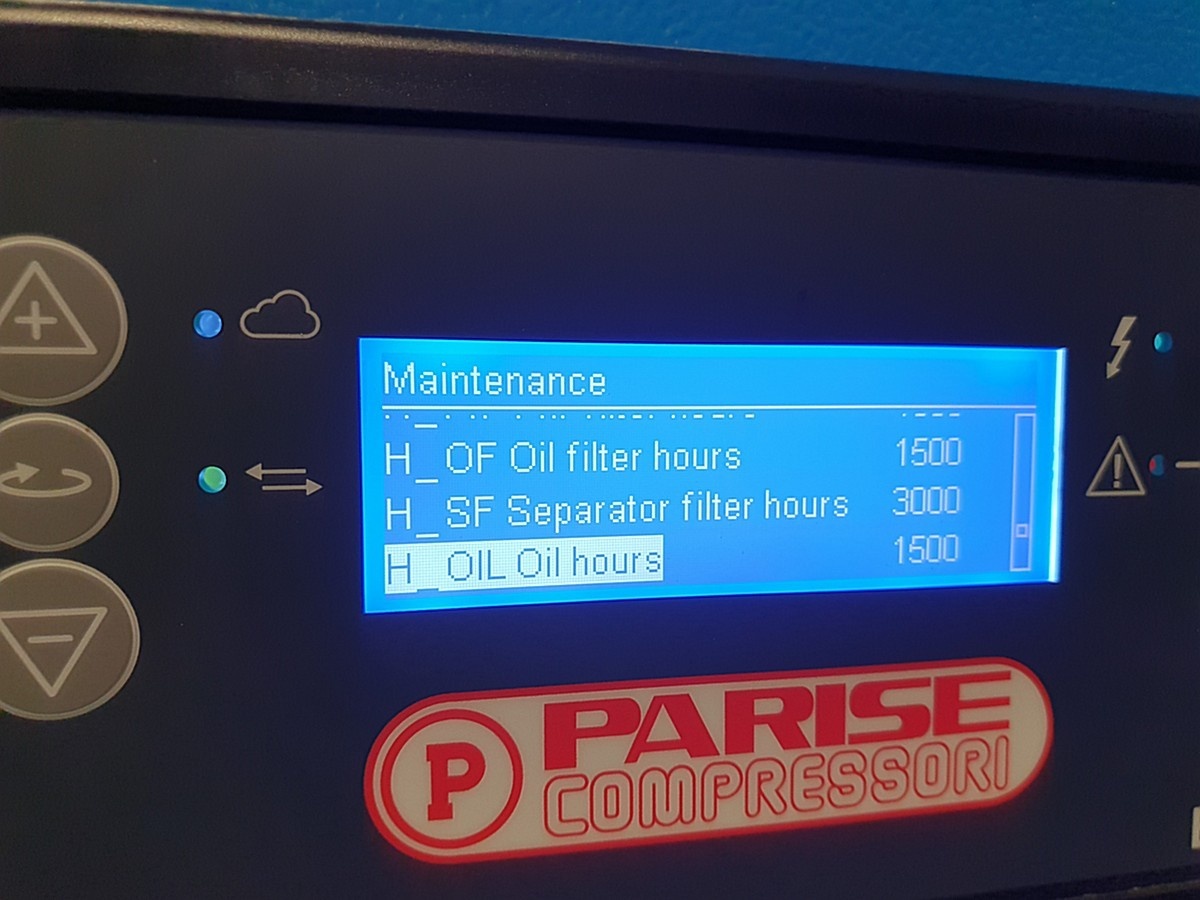 Maintenance
H_ OF Oil filter hours 1500
H_ SF Separator filter hours 3000
H_ OIL Oil hours 1500
P PARISE
COMPRESSORI